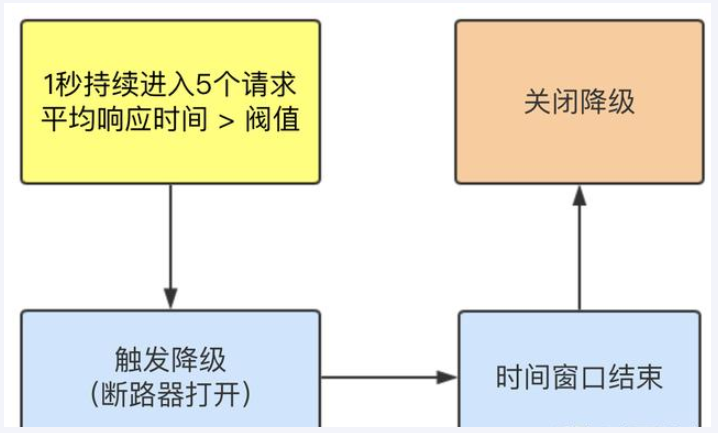 1秒持续进入5个请求
平均响应时间 > 阀值
关闭降级
触发降级
(断路器打开)
时间窗口结束